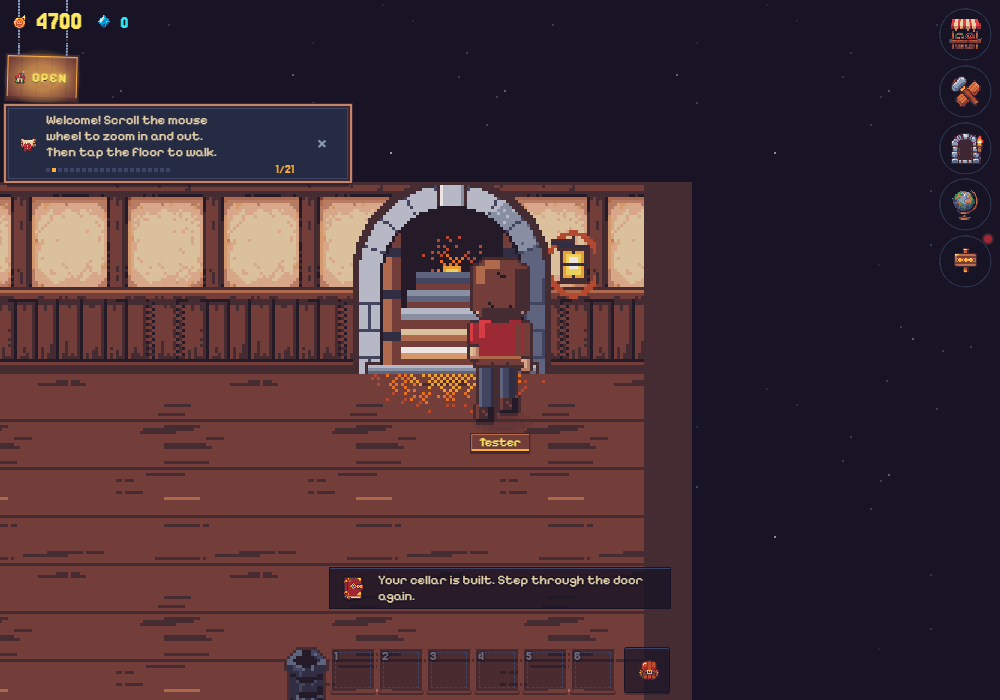 4700
0
OPEN
Welcome! Scroll the mouse
wheel to zoom in and out.
Then tap the floor to walk.
1/21
Tester
Your cellar is built. Step through the door
again.
1 2 3 4 5 6